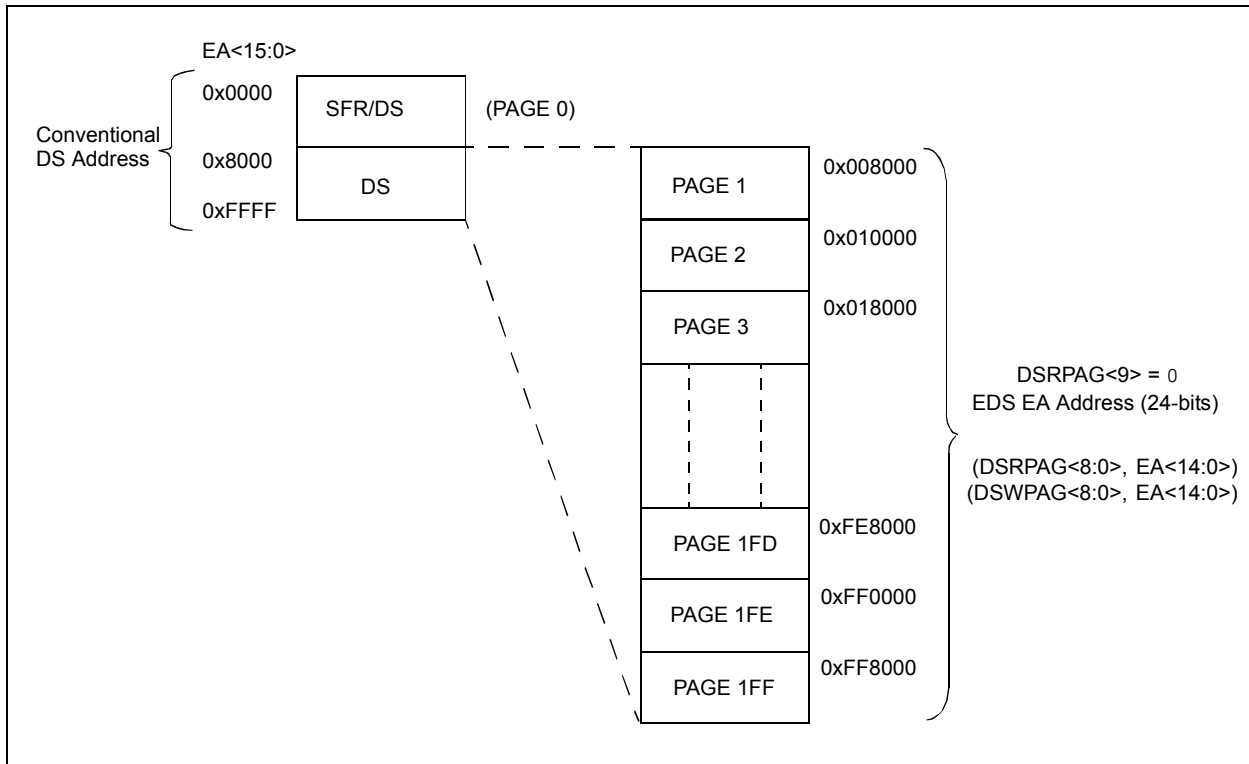 EA<15:0>
0x0000
SFR/DS
(PAGE 0)
Conventional
DS Address
0x8000
DS
0xFFFF
PAGE 1
0x008000
PAGE 2
0x010000
PAGE 3
0x018000
DSRPAG<9> = 0
EDS EA Address (24-bits)
(DSRPAG<8:0>, EA<14:0>)
(DSWPAG<8:0>, EA<14:0>)
PAGE 1FD
0xFE8000
PAGE 1FE
0xFF0000
PAGE 1FF
0xFF8000